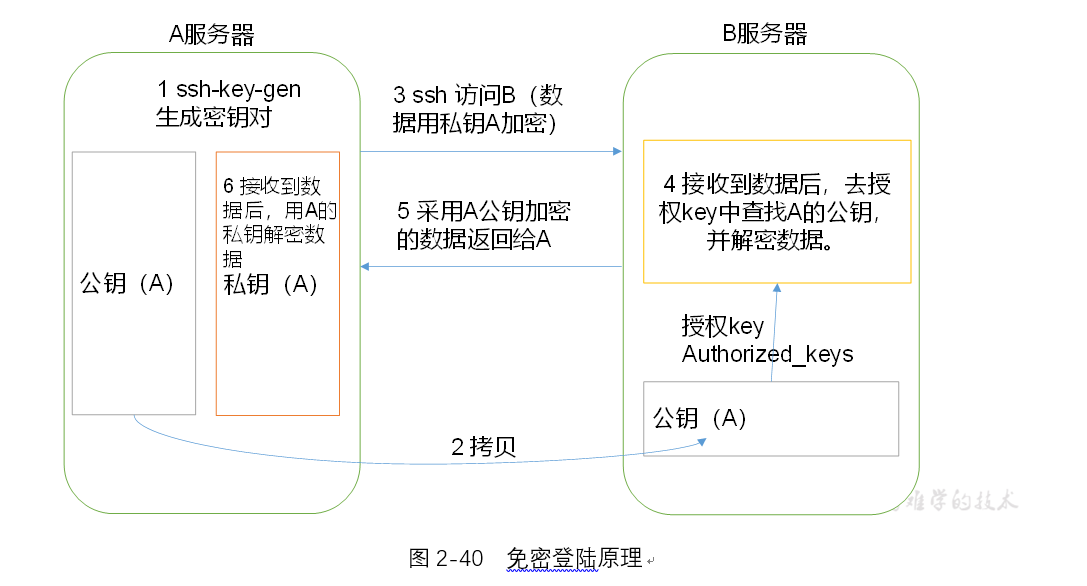 A服务器
B服务器
1 ssh-key-gen
生成密钥对
3 ssh 访问B（数
据用私钥A加密）
6 接收到数
据后，用A的
私钥解密数
据
公钥（A）
私钥（A）
5 采用A公钥加密
的数据返回给A
4 接收到数据后，去授
权key中查找A的公钥，
并解密数据。
授权key
Authorized_keys
公钥（A）
2 拷贝
难学的技术
图 2-40 免密登陆原理